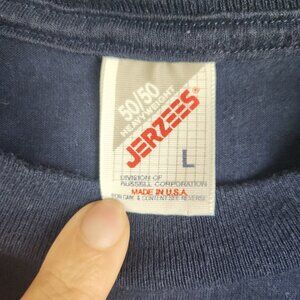 50/50
HEAVYWEIGHT
JERZEES®
L
DIVISION OF
RUSSELL CORPORATION
MADE IN U.S.A.
FOR CARE & CONTENT SEE REVERSE